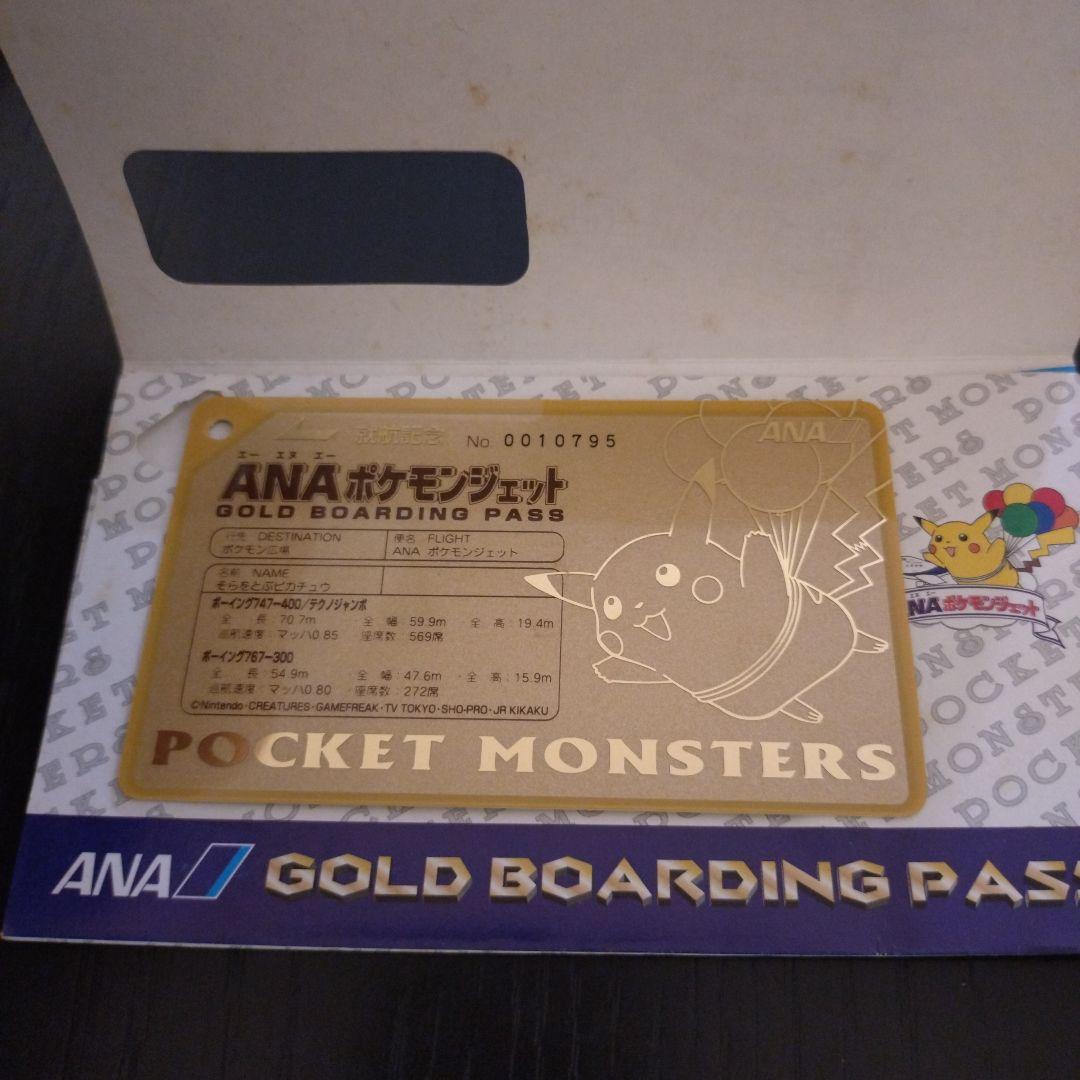 就航記念 No. 0010795 ANA
エー エヌ エー
ANAポケモンジェット
GOLD BOARDING PASS
行先 DESTINATION
ポケモン広場
便名 FLIGHT
ANA ポケモンジェット
名前 NAME
そらをとぶピカチュウ
ボーイング747-400/テクノジャンボ
全 長:70.7m ・全 幅:59.9m ・全 高:19.4m
巡航速度:マッハ0.85 ・座席数:569席
ボーイング767-300
全 長:54.9m ・全 幅:47.6m ・全 高:15.9m
巡航速度:マッハ0.80 ・座席数:272席
©Nintendo・CREATURES・GAMEFREAK・TV TOKYO・SHO-PRO・JR KIKAKU
POCKET MONSTERS
ANAポケモンジェット
POCKET MONSTERS
ANA GOLD BOARDING PASS